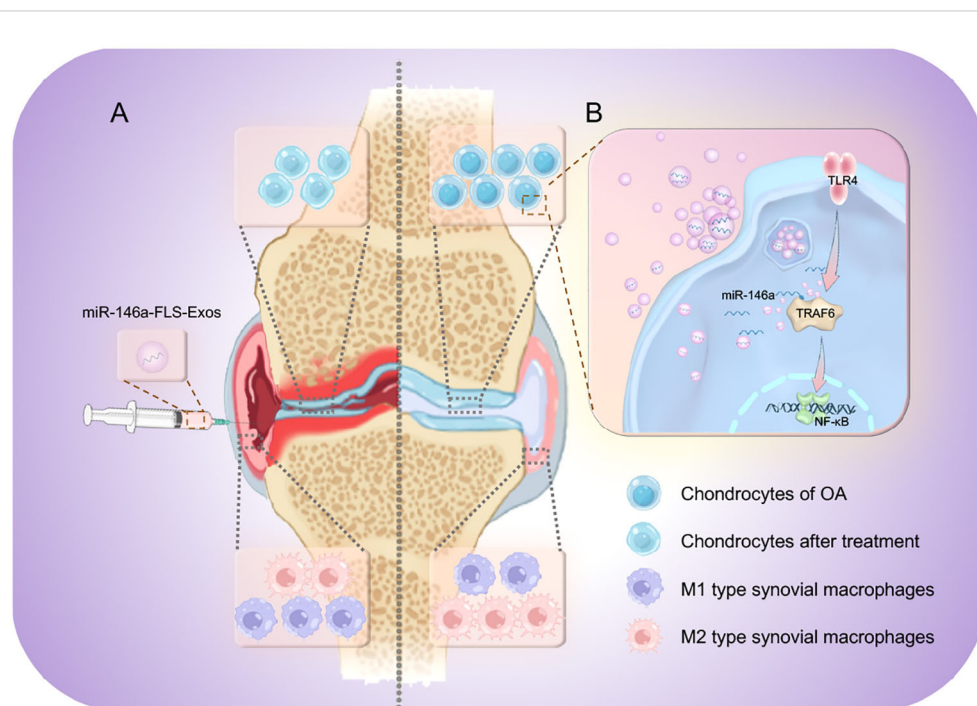 A
B
TLR4
miR-146a
TRAF6
NF-κB
miR-146a-FLS-Exos
Chondrocytes of OA
Chondrocytes after treatment
M1 type synovial macrophages
M2 type synovial macrophages